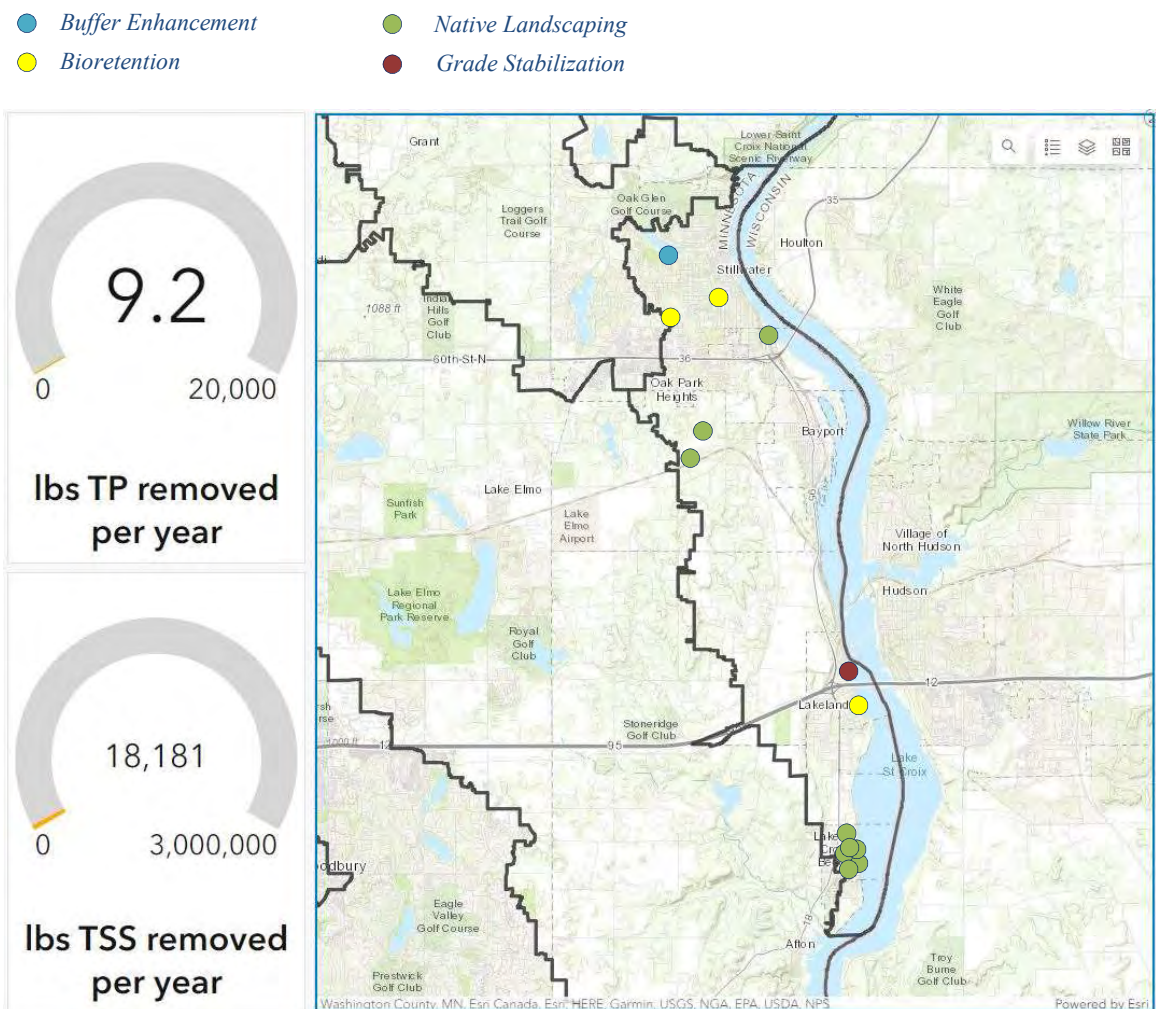 Buffer Enhancement
Native Landscaping
Bioretention
Grade Stabilization
9.2
0
20,000
lbs TP removed
per year
18,181
0
3,000,000
lbs TSS removed
per year
Grant
Lower Saint
Croix National
Scenic Riverway
MINNESOTA
WISCONSIN
35
Oak Glen
Golf Course
Loggers
Trail Golf
Course
Houlton
Stillwater
1088 ft
Indian
Hills
Golf
Club
White
Eagle
Golf
Club
60th-St-N
36
Oak Park
Heights
Bayport
Willow River
State Park
Lake Elmo
Sunfish
Park
Lake
Elmo
Airport
Village of
North Hudson
Hudson
Lake Elmo
Regional
Park Reserve
Royal
Golf
Club
12
Lakeland
Stoneridge
Golf Club
12
95
Lake
St Croix
Lake
Cro
Be
odbury
Eagle
Valley
Golf Course
18
Afton
Troy
Burne
Golf Club
Prestwick
Golf Club
Washington County, MN, Esri Canada, Esri, HERE, Garmin, USGS, NGA, EPA, USDA, NPS
Powered by Esri